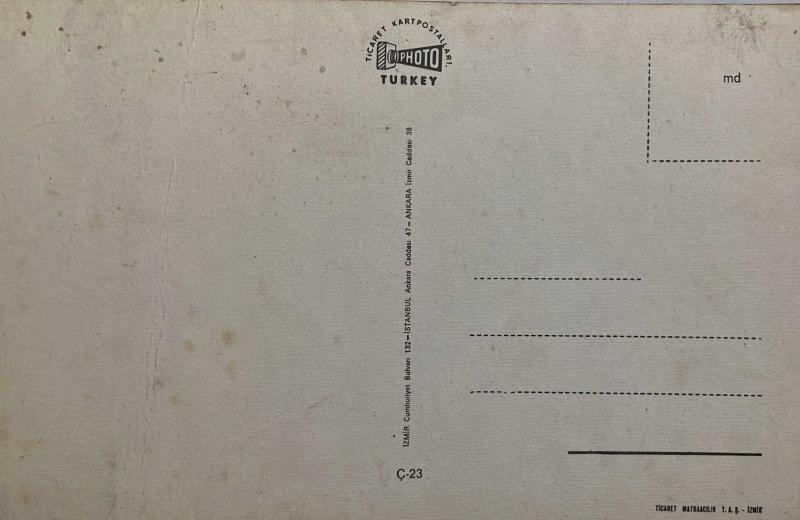 TİCARET KARTPOSTALLARI.
PHOTO
TURKEY
md
İZMİR Cumhuriyet Bulvarı 132-İSTANBUL Ankara Caddesi 47-ANKARA İzmir Caddesi 38
Ç-23
TİCARET MATBAACILIK T. A. Ş. - İZMİR